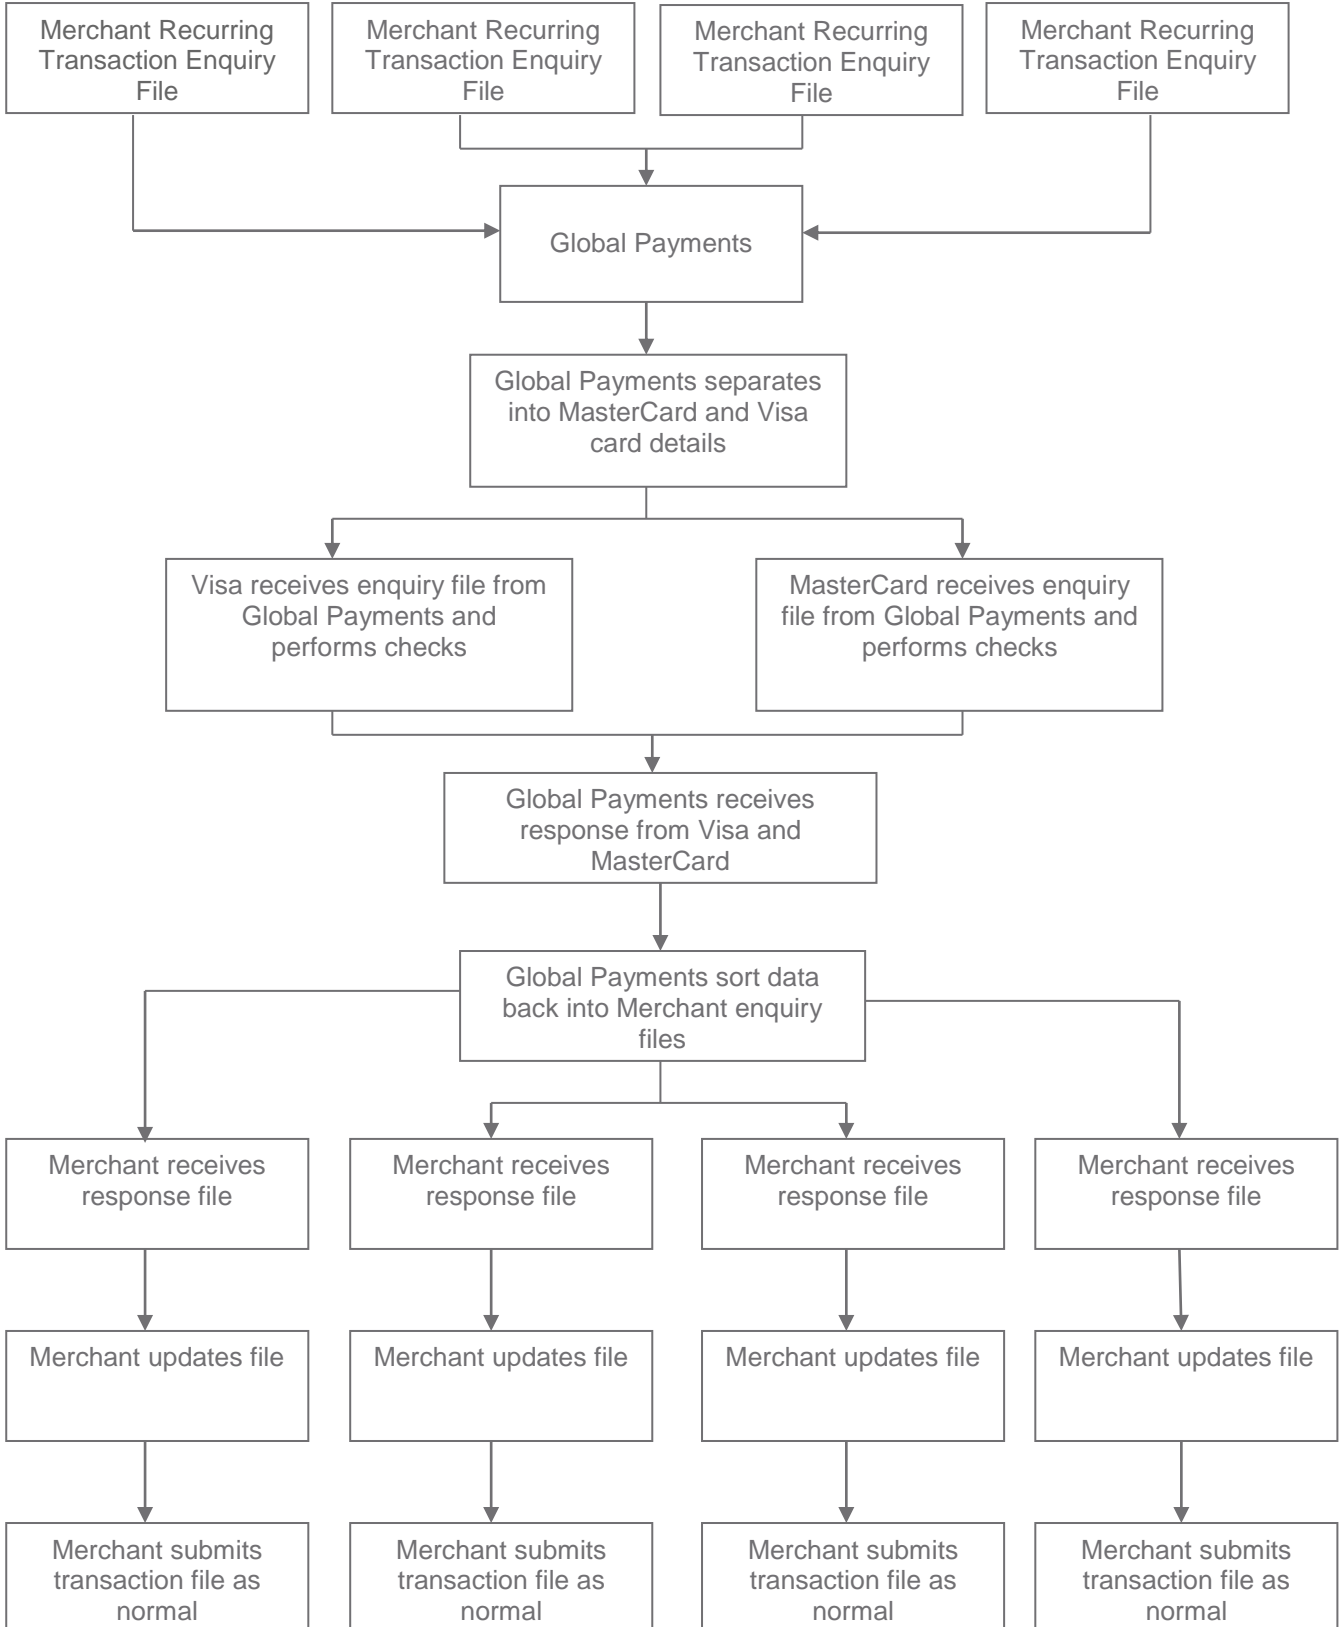 Merchant Recurring
Transaction Enquiry
File
Merchant Recurring
Transaction Enquiry
File
Merchant Recurring
Transaction Enquiry
File
Merchant Recurring
Transaction Enquiry
File
Global Payments
Global Payments separates
into MasterCard and Visa
card details
Visa receives enquiry file from
Global Payments and
performs checks
MasterCard receives enquiry
file from Global Payments and
performs checks
Global Payments receives
response from Visa and
MasterCard
Global Payments sort data
back into Merchant enquiry
files
Merchant receives
response file
Merchant receives
response file
Merchant receives
response file
Merchant receives
response file
Merchant updates file
Merchant updates file
Merchant updates file
Merchant updates file
Merchant submits
transaction file as
normal
Merchant submits
transaction file as
normal
Merchant submits
transaction file as
normal
Merchant submits
transaction file as
normal